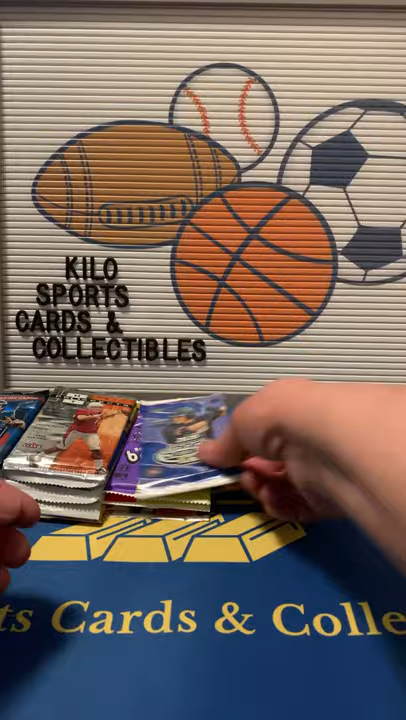 KILO
SPORTS
CARDS &
COLLECTIBLES
ts Cards & Colle